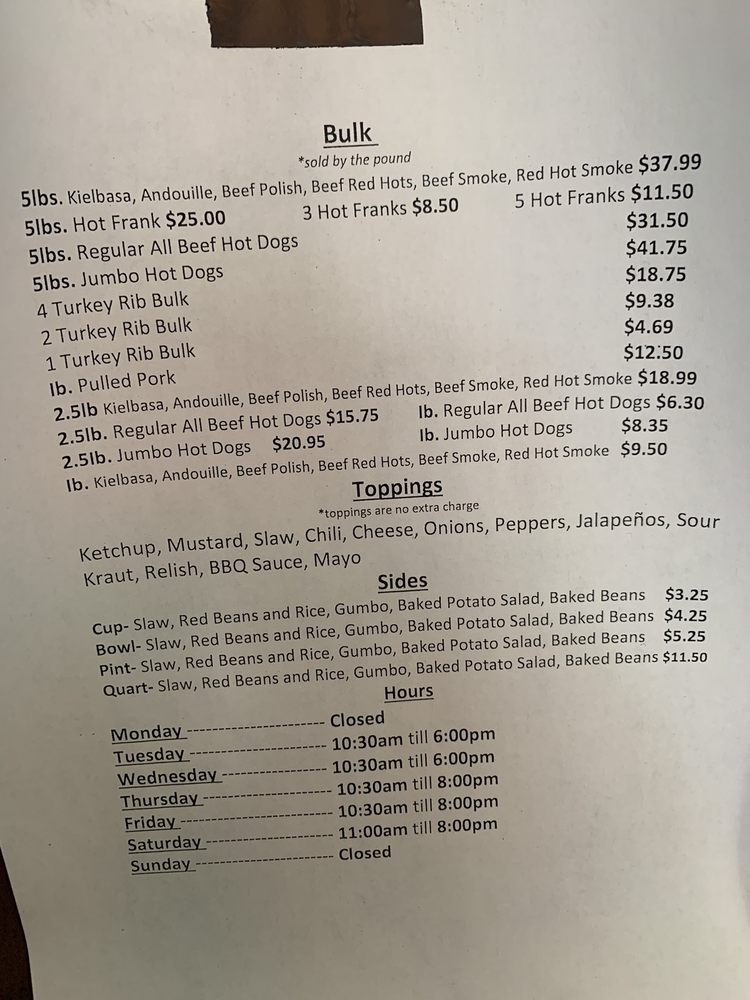 Bulk
*sold by the pound
5lbs. Kielbasa, Andouille, Beef Polish, Beef Red Hots, Beef Smoke, Red Hot Smoke $37.99
5lbs. Hot Frank $25.00 3 Hot Franks $8.50 5 Hot Franks $11.50
5lbs. Regular All Beef Hot Dogs $31.50
5lbs. Jumbo Hot Dogs $41.75
4 Turkey Rib Bulk $18.75
2 Turkey Rib Bulk $9.38
1 Turkey Rib Bulk $4.69
lb. Pulled Pork $12.50
2.5lb Kielbasa, Andouille, Beef Polish, Beef Red Hots, Beef Smoke, Red Hot Smoke $18.99
2.5lb. Regular All Beef Hot Dogs $15.75 lb. Regular All Beef Hot Dogs $6.30
2.5lb. Jumbo Hot Dogs $20.95 lb. Jumbo Hot Dogs $8.35
lb. Kielbasa, Andouille, Beef Polish, Beef Red Hots, Beef Smoke, Red Hot Smoke $9.50
Toppings
*toppings are no extra charge
Ketchup, Mustard, Slaw, Chili, Cheese, Onions, Peppers, Jalapeños, Sour
Kraut, Relish, BBQ Sauce, Mayo
Sides
Cup- Slaw, Red Beans and Rice, Gumbo, Baked Potato Salad, Baked Beans $3.25
Bowl- Slaw, Red Beans and Rice, Gumbo, Baked Potato Salad, Baked Beans $4.25
Pint- Slaw, Red Beans and Rice, Gumbo, Baked Potato Salad, Baked Beans $5.25
Quart- Slaw, Red Beans and Rice, Gumbo, Baked Potato Salad, Baked Beans $11.50
Hours
Monday ---------------------- Closed
Tuesday ---------------------- 10:30am till 6:00pm
Wednesday ----------------- 10:30am till 6:00pm
Thursday --------------------- 10:30am till 8:00pm
Friday ------------------------- 10:30am till 8:00pm
Saturday --------------------- 11:00am till 8:00pm
Sunday ----------------------- Closed